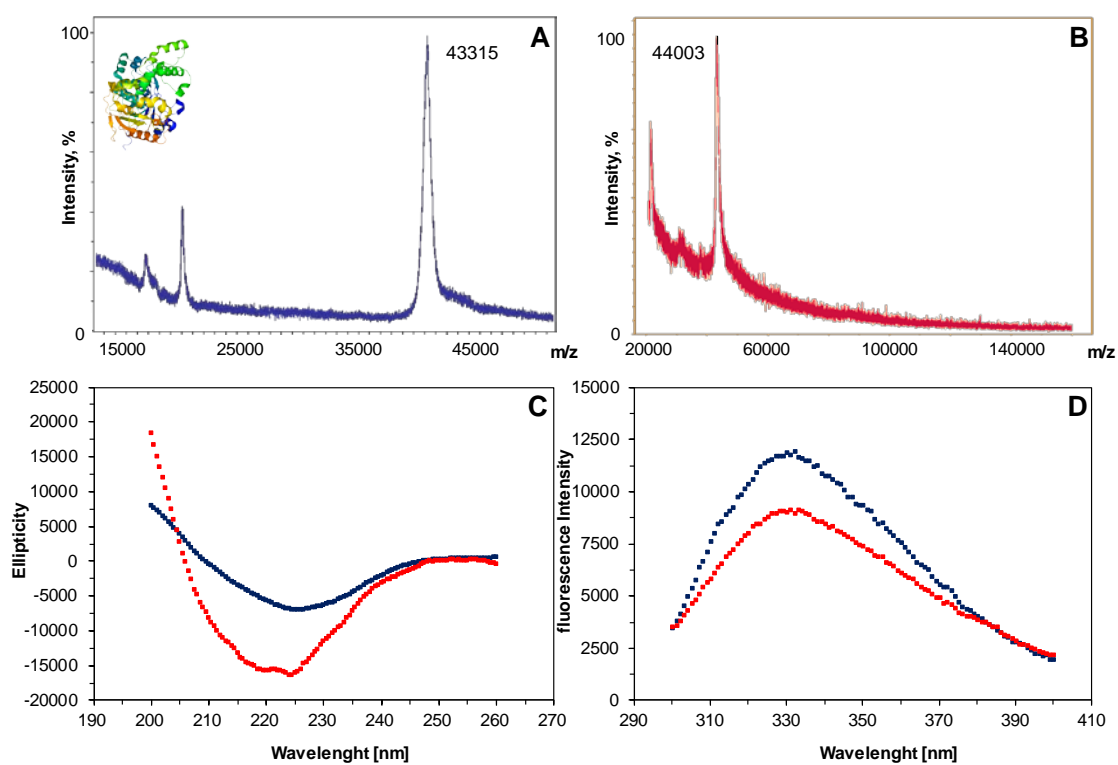 A
100
43315
Intensity, %
0
15000 25000 35000 45000 m/z
B
100
44003
Intensity, %
0
20000 60000 100000 140000 m/z
C
25000
20000
15000
10000
5000
0
-5000
-10000
-15000
-20000
Ellipticity
190 200 210 220 230 240 250 260 270
Wavelenght [nm]
D
15000
12500
10000
7500
5000
2500
0
fluorescence Intensity
290 310 330 350 370 390 410
Wavelenght [nm]